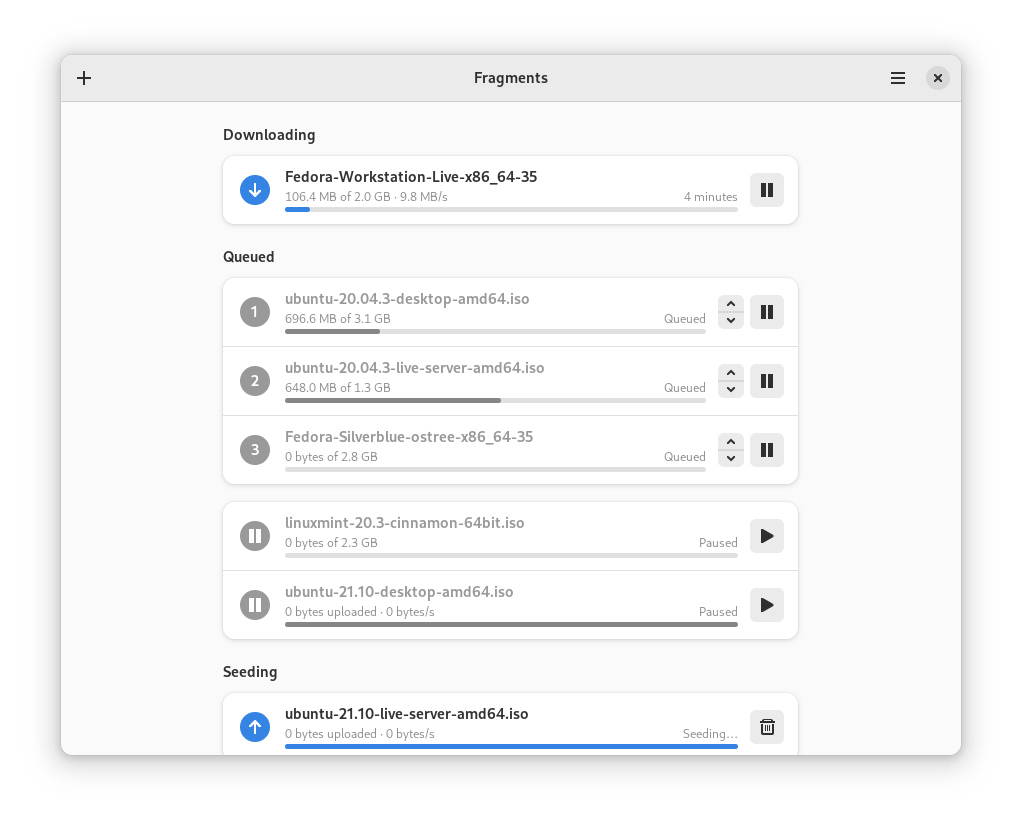 Fragments
Downloading
Fedora-Workstation-Live-x86_64-35
106.4 MB of 2.0 GB · 9.8 MB/s 4 minutes
Queued
1 ubuntu-20.04.3-desktop-amd64.iso
696.6 MB of 3.1 GB Queued
2 ubuntu-20.04.3-live-server-amd64.iso
648.0 MB of 1.3 GB Queued
3 Fedora-Silverblue-ostree-x86_64-35
0 bytes of 2.8 GB Queued
linuxmint-20.3-cinnamon-64bit.iso
0 bytes of 2.3 GB Paused
ubuntu-21.10-desktop-amd64.iso
0 bytes uploaded · 0 bytes/s Paused
Seeding
ubuntu-21.10-live-server-amd64.iso
0 bytes uploaded · 0 bytes/s Seeding…